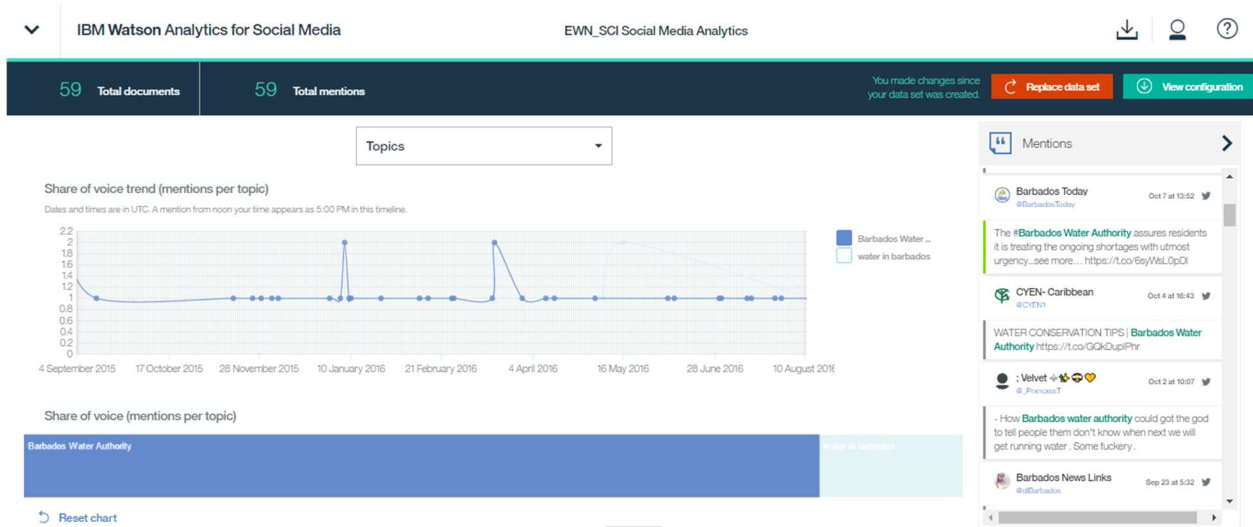 IBM Watson Analytics for Social Media
EWN_SCI Social Media Analytics
59 Total documents
59 Total mentions
You made changes since
your data set was created.
Replace data set
View configuration
Topics
Share of voice trend (mentions per topic)
Dates and times are in UTC. A mention from noon your time appears as 5:00 PM in this timeline.
2.2
2
1.8
1.6
1.4
1.2
1
0.8
0.6
0.4
0.2
0
4 September 2015
17 October 2015
28 November 2015
10 January 2016
21 February 2016
4 April 2016
16 May 2016
28 June 2016
10 August 2016
Barbados Water ...
water in barbados
Share of voice (mentions per topic)
Barbados Water Authority
water in barbados
Reset chart
Mentions
Barbados Today
Oct 7 at 13:52
@BarbadosToday
The #Barbados Water Authority assures residents
it is treating the ongoing shortages with utmost
urgency...see more… https://t.co/6syWsL0pDI
CYEN- Caribbean
Oct 4 at 16:43
@CYEN1
WATER CONSERVATION TIPS | Barbados Water
Authority https://t.co/GQkDupIPhr
; Velvet
Oct 2 at 10:07
- How Barbados water authority could got the god
to tell people them don't know when next we will
get running water . Some fuckery .
Barbados News Links
Sep 23 at 5:32
@dlBarbados